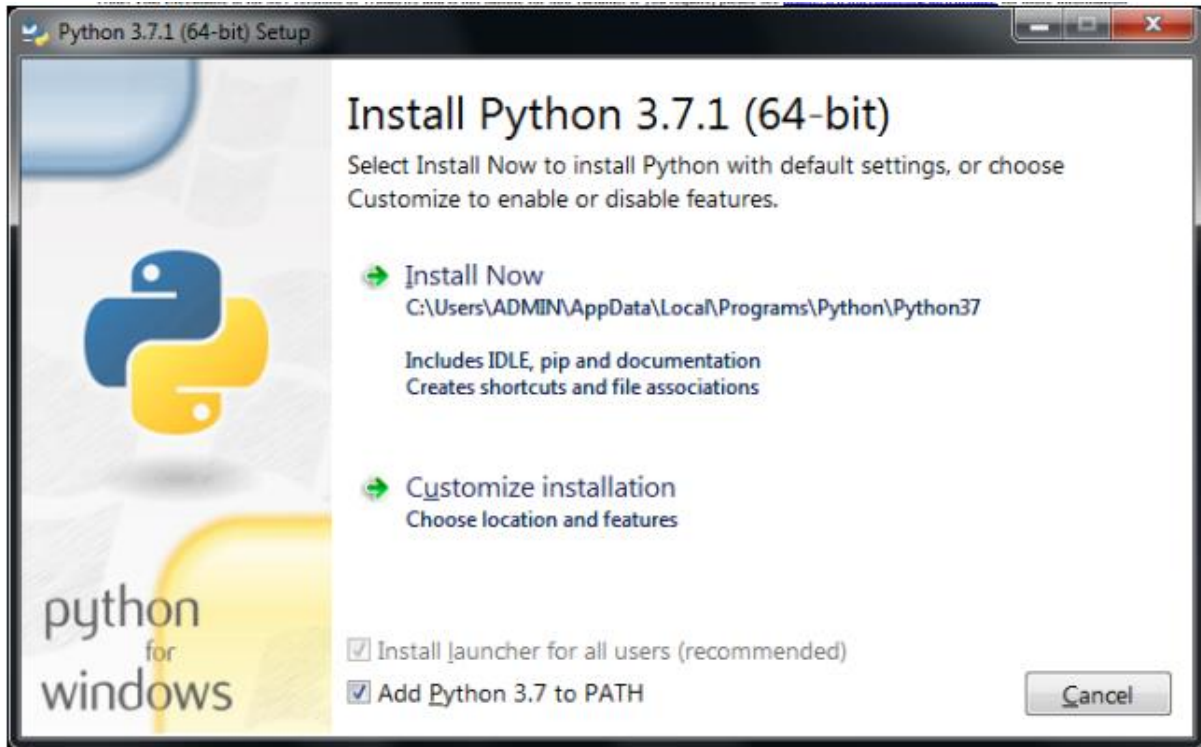 Python 3.7.1 (64-bit) Setup
Install Python 3.7.1 (64-bit)
Select Install Now to install Python with default settings, or choose
Customize to enable or disable features.
Install Now
C:\Users\ADMIN\AppData\Local\Programs\Python\Python37
Includes IDLE, pip and documentation
Creates shortcuts and file associations
Customize installation
Choose location and features
python
for
windows
Install launcher for all users (recommended)
Add Python 3.7 to PATH
Cancel